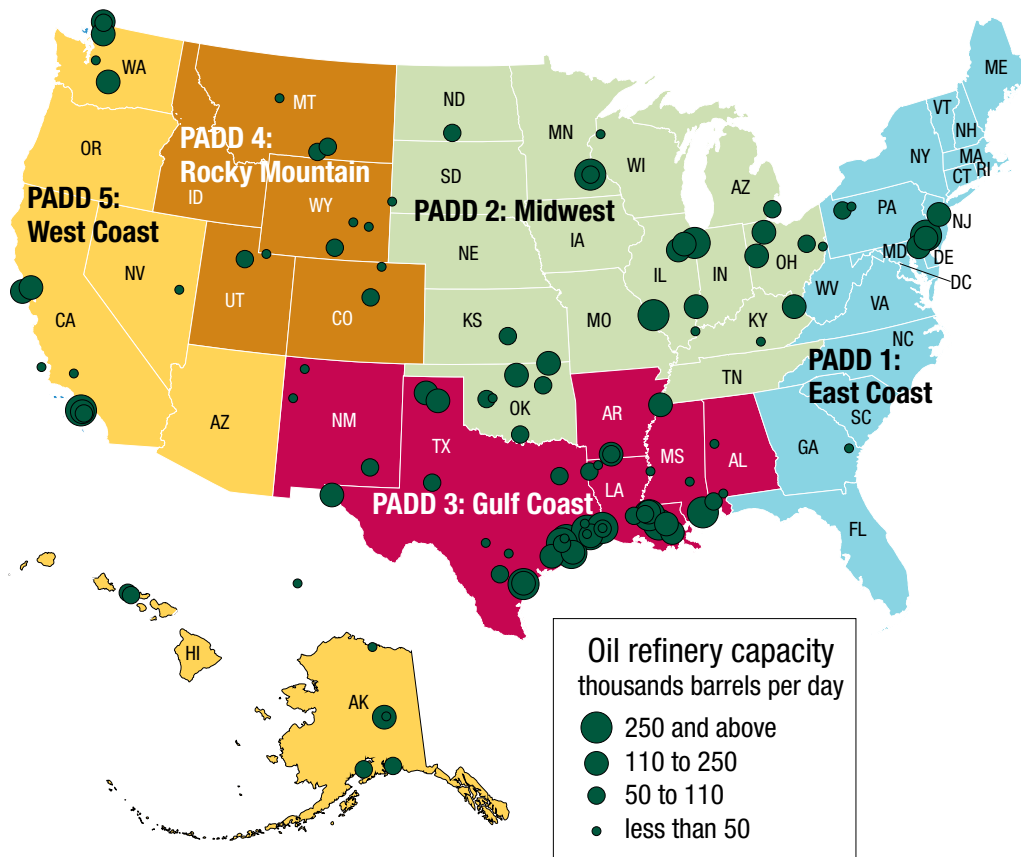 ME
WA
VT
MT
ND
NH
MN
OR
PADD 4:
NY
MA
Rocky Mountain
WI
CT
RI
SD
AZ
ID
PADD 5:
West Coast
WY
PADD 2: Midwest
PA
NJ
IA
NE
MD
DE
OH
NV
IL
IN
DC
WV
UT
VA
CA
CO
KS
MO
KY
NC
PADD 1:
East Coast
TN
OK
AR
SC
AZ
NM
TX
GA
MS
AL
LA
PADD 3: Gulf Coast
FL
HI
AK
Oil refinery capacity
thousands barrels per day
250 and above
110 to 250
50 to 110
less than 50